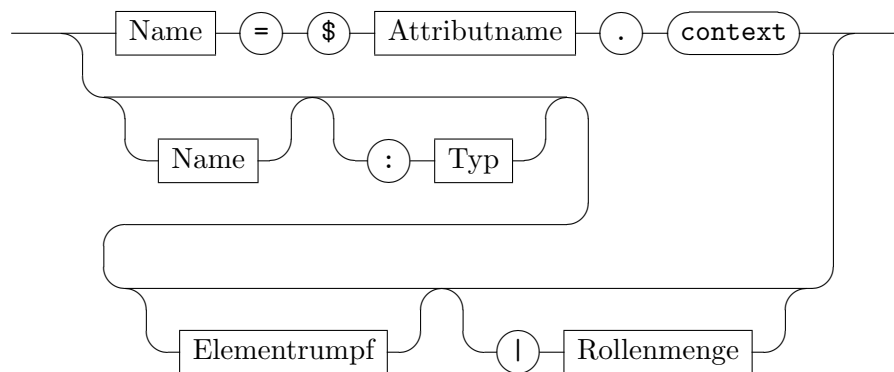 Name = $ Attributname . context
Name : Typ
Elementrumpf | Rollenmenge